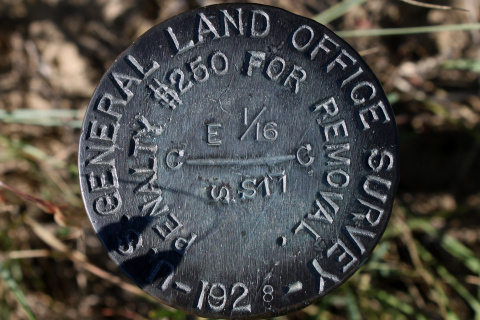 U S GENERAL LAND OFFICE SURVEY
PENALTY $250 FOR REMOVAL
E 1/16
C C
S.S11
-1928-